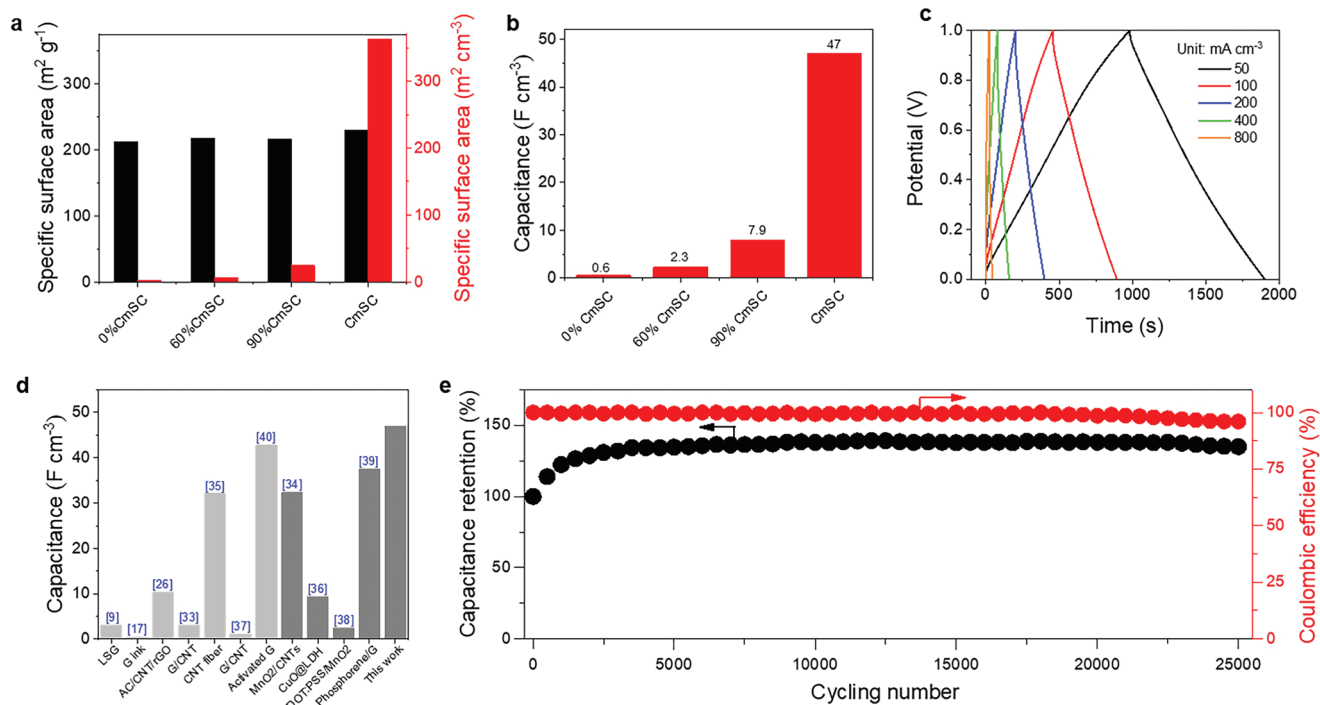 a
Specific surface area (m² g⁻¹)
300
200
100
0
0%CmSC
60%CmSC
90%CmSC
CmSC
300
200
100
0
Specific surface area (m² cm⁻³)
b
Capacitance (F cm⁻³)
50
40
30
20
10
0
0.6
2.3
7.9
47
0% CmSC
60% CmSC
90% CmSC
CmSC
c
Potential (V)
1.0
0.8
0.6
0.4
0.2
0.0
Unit: mA cm⁻³
50
100
200
400
800
0
500
1000
1500
2000
Time (s)
d
Capacitance (F cm⁻³)
50
40
30
20
10
0
[9]
[17]
[26]
[33]
[35]
[37]
[40]
[34]
[36]
[38]
[39]
LSG
G ink
AC/CNT/rGO
G/CNT
CNT fiber
G/CNT
Activated G
MnO2/CNTs
CuO@LDH
DOT:PSS/MnO2
Phosphorene/G
This work
e
Capacitance retention (%)
150
100
50
0
0
5000
10000
15000
20000
25000
Cycling number
100
75
50
25
0
Coulombic efficiency (%)